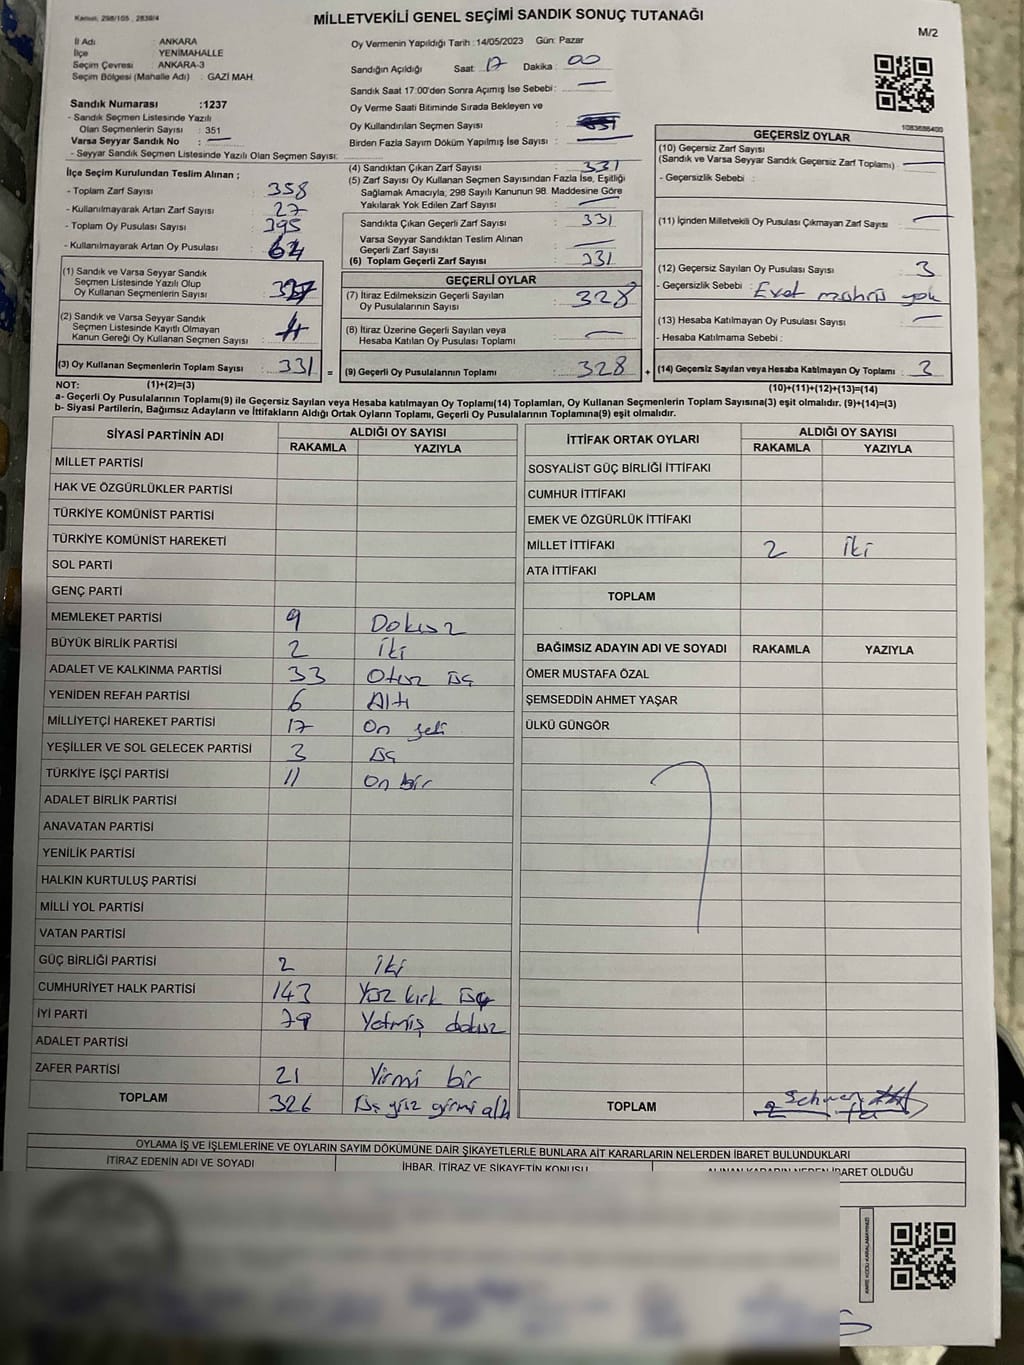 Kanun, 298/105 , 2839/4
MİLLETVEKİLİ GENEL SEÇİMİ SANDIK SONUÇ TUTANAĞI
M/2
İl Adı : ANKARA
İlçe : YENİMAHALLE
Seçim Çevresi : ANKARA-3
Seçim Bölgesi (Mahalle Adı) : GAZİ MAH.
Oy Vermenin Yapıldığı Tarih :14/05/2023 Gün: Pazar
Sandığın Açıldığı Saat: 17 Dakika : 00
Sandık Saat 17:00'den Sonra Açımış İse Sebebi: —
Oy Verme Saati Bitiminde Sırada Bekleyen ve
Oy Kullandırılan Seçmen Sayısı :
Birden Fazla Sayım Döküm Yapılmış İse Sayısı : —
Sandık Numarası :1237
- Sandık Seçmen Listesinde Yazılı
Olan Seçmenlerin Sayısı : 351
Varsa Seyyar Sandık No : —
- Seyyar Sandık Seçmen Listesinde Yazılı Olan Seçmen Sayısı:
1083686400
İlçe Seçim Kurulundan Teslim Alınan ;
- Toplam Zarf Sayısı : 358
- Kullanılmayarak Artan Zarf Sayısı : 27
- Toplam Oy Pusulası Sayısı : 395
- Kullanılmayarak Artan Oy Pusulası : 64
(1) Sandık ve Varsa Seyyar Sandık
Seçmen Listesinde Yazılı Olup
Oy Kullanan Seçmenlerin Sayısı : 327
(2) Sandık ve Varsa Seyyar Sandık
Seçmen Listesinde Kayıtlı Olmayan
Kanun Gereği Oy Kullanan Seçmen Sayısı : 4
(3) Oy Kullanan Seçmenlerin Toplam Sayısı : 331 =
(4) Sandıktan Çıkan Zarf Sayısı : 331
(5) Zarf Sayısı Oy Kullanan Seçmen Sayısından Fazla İse, Eşitliği
Sağlamak Amacıyla, 298 Sayılı Kanunun 98. Maddesine Göre
Yakılarak Yok Edilen Zarf Sayısı : —
Sandıkta Çıkan Geçerli Zarf Sayısı : 331
Varsa Seyyar Sandıktan Teslim Alınan
Geçerli Zarf Sayısı : —
(6) Toplam Geçerli Zarf Sayısı : 331
GEÇERLİ OYLAR
(7) İtiraz Edilmeksizin Geçerli Sayılan
Oy Pusulalarının Sayısı : 328
(8) İtiraz Üzerine Geçerli Sayılan veya
Hesaba Katılan Oy Pusulası Toplamı : —
(9) Geçerli Oy Pusulalarının Toplamı : 328 +
GEÇERSİZ OYLAR
(10) Geçersiz Zarf Sayısı
(Sandık ve Varsa Seyyar Sandık Geçersiz Zarf Toplamı) : —
- Geçersizlik Sebebi :
(11) İçinden Milletvekili Oy Pusulası Çıkmayan Zarf Sayısı : —
(12) Geçersiz Sayılan Oy Pusulası Sayısı : 3
- Geçersizlik Sebebi : Evet mührü yok
(13) Hesaba Katılmayan Oy Pusulası Sayısı : —
- Hesaba Katılmama Sebebi :
(14) Geçersiz Sayılan veya Hesaba Katılmayan Oy Toplamı : 3
NOT: (1)+(2)=(3)
(10)+(11)+(12)+(13)=(14)
a- Geçerli Oy Pusulalarının Toplamı(9) ile Geçersiz Sayılan veya Hesaba katılmayan Oy Toplamı(14) Toplamları, Oy Kullanan Seçmenlerin Toplam Sayısına(3) eşit olmalıdır. (9)+(14)=(3)
b- Siyasi Partilerin, Bağımsız Adayların ve İttifakların Aldığı Ortak Oyların Toplamı, Geçerli Oy Pusulalarının Toplamına(9) eşit olmalıdır.
SİYASİ PARTİNİN ADI ALDIĞI OY SAYISI
RAKAMLA YAZIYLA
MİLLET PARTİSİ
HAK VE ÖZGÜRLÜKLER PARTİSİ
TÜRKİYE KOMÜNİST PARTİSİ
TÜRKİYE KOMÜNİST HAREKETİ
SOL PARTİ
GENÇ PARTİ
MEMLEKET PARTİSİ 9 Dokuz
BÜYÜK BİRLİK PARTİSİ 2 İki
ADALET VE KALKINMA PARTİSİ 33 Otuz üç
YENİDEN REFAH PARTİSİ 6 Altı
MİLLİYETÇİ HAREKET PARTİSİ 17 On yedi
YEŞİLLER VE SOL GELECEK PARTİSİ 3 üç
TÜRKİYE İŞÇİ PARTİSİ 11 On bir
ADALET BİRLİK PARTİSİ
ANAVATAN PARTİSİ
YENİLİK PARTİSİ
HALKIN KURTULUŞ PARTİSİ
MİLLİ YOL PARTİSİ
VATAN PARTİSİ
GÜÇ BİRLİĞİ PARTİSİ 2 İki
CUMHURİYET HALK PARTİSİ 143 Yüz kırk üç
İYİ PARTİ 79 Yetmiş dokuz
ADALET PARTİSİ
ZAFER PARTİSİ 21 Yirmi bir
TOPLAM 326 Üç yüz yirmi altı
İTTİFAK ORTAK OYLARI ALDIĞI OY SAYISI
RAKAMLA YAZIYLA
SOSYALİST GÜÇ BİRLİĞİ İTTİFAKI
CUMHUR İTTİFAKI
EMEK VE ÖZGÜRLÜK İTTİFAKI
MİLLET İTTİFAKI 2 İki
ATA İTTİFAKI
TOPLAM
BAĞIMSIZ ADAYIN ADI VE SOYADI RAKAMLA YAZIYLA
ÖMER MUSTAFA ÖZAL
ŞEMSEDDİN AHMET YAŞAR
ÜLKÜ GÜNGÖR
TOPLAM
OYLAMA İŞ VE İŞLEMLERİNE VE OYLARIN SAYIM DÖKÜMÜNE DAİR ŞİKAYETLERLE BUNLARA AİT KARARLARIN NELERDEN İBARET BULUNDUKLARI
İTİRAZ EDENİN ADI VE SOYADI İHBAR, İTİRAZ VE ŞİKAYETİN KONUSU ALINAN KARARIN NEDEN İBARET OLDUĞU